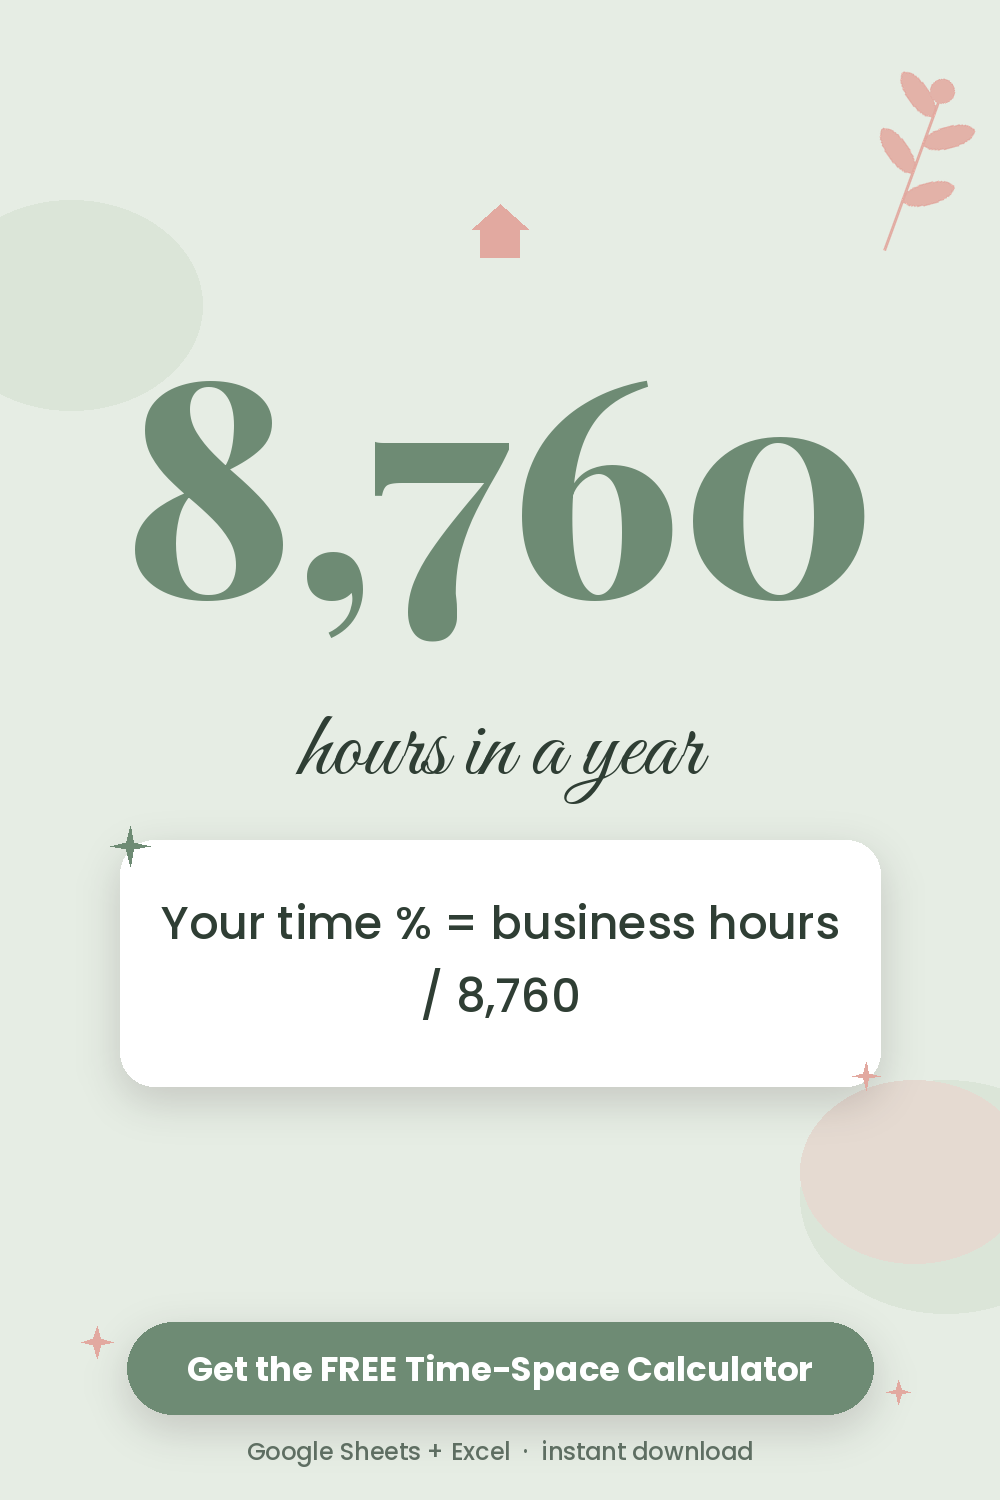 8,760
hours in a year
Your time % = business hours
/ 8,760
Get the FREE Time-Space Calculator
Google Sheets + Excel · instant download